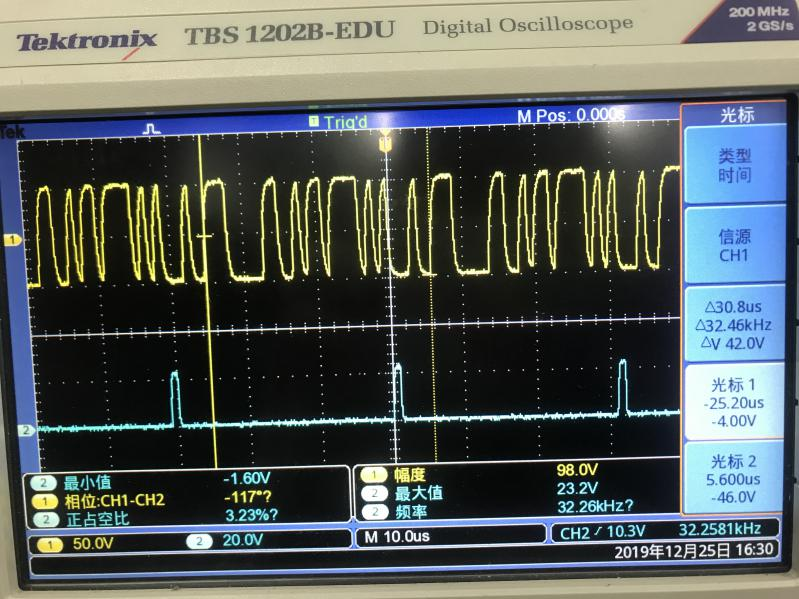 Tektronix TBS 1202B-EDU Digital Oscilloscope 200 MHz
2 GS/s
Tek T Trig'd M Pos: 0.000s 光标
类型
时间
信源
CH1
△30.8us
△32.46kHz
△V 42.0V
光标 1
-25.20us
-4.00V
光标 2
5.600us
-46.0V
T
1
2
2 最小值 -1.60V
1 相位:CH1-CH2 -117°?
2 正占空比 3.23%?
1 幅度 98.0V
2 最大值 23.2V
2 频率 32.26kHz?
1 50.0V 2 20.0V M 10.0us CH2 / 10.3V 32.2581kHz
2019年12月25日 16:30